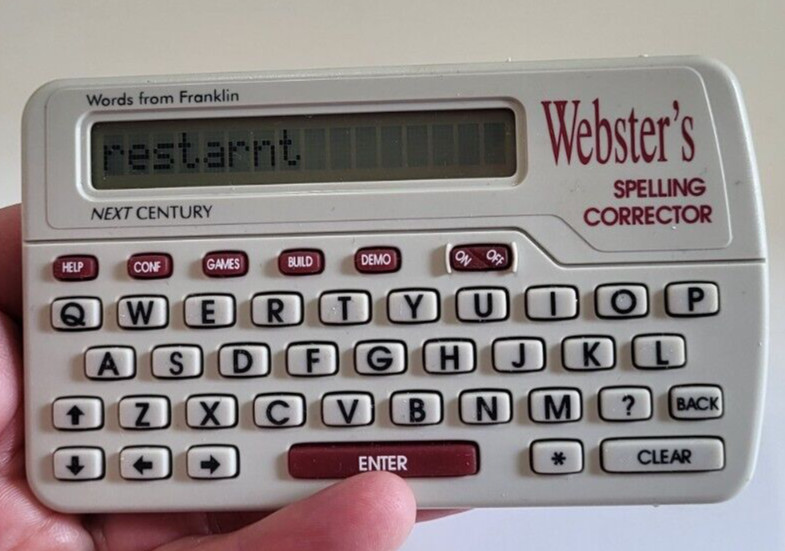 Words from Franklin
restarnt
Webster's
SPELLING
CORRECTOR
NEXT CENTURY
HELP CONF GAMES BUILD DEMO ON OFF
Q W E R T Y U I O P
A S D F G H J K L
Z X C V B N M ? BACK
ENTER * CLEAR